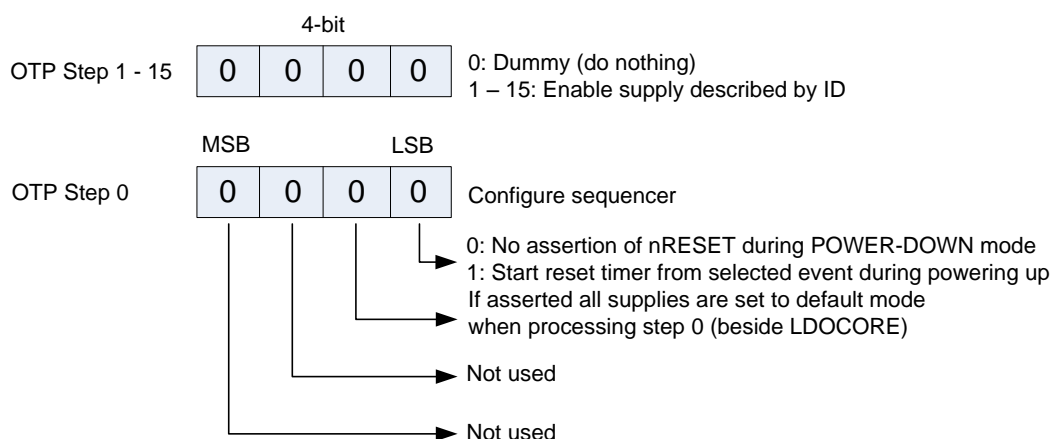 4-bit
OTP Step 1 - 15
0 0 0 0
0: Dummy (do nothing)
1 – 15: Enable supply described by ID
MSB LSB
OTP Step 0
0 0 0 0
Configure sequencer
0: No assertion of nRESET during POWER-DOWN mode
1: Start reset timer from selected event during powering up
If asserted all supplies are set to default mode
when processing step 0 (beside LDOCORE)
Not used
Not used